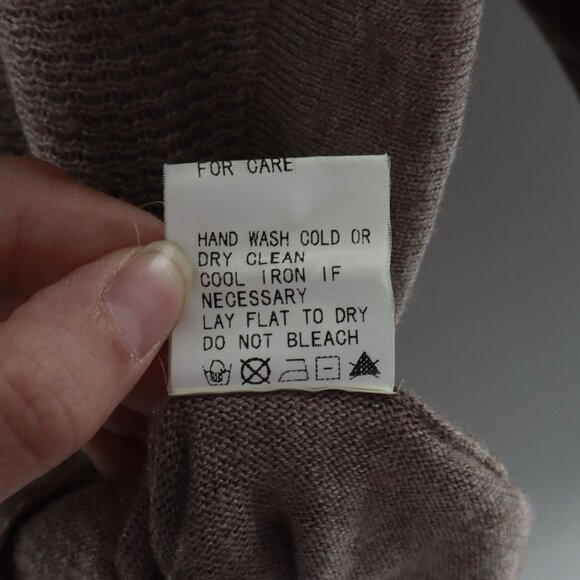 FOR CARE
HAND WASH COLD OR
DRY CLEAN
COOL IRON IF
NECESSARY
LAY FLAT TO DRY
DO NOT BLEACH